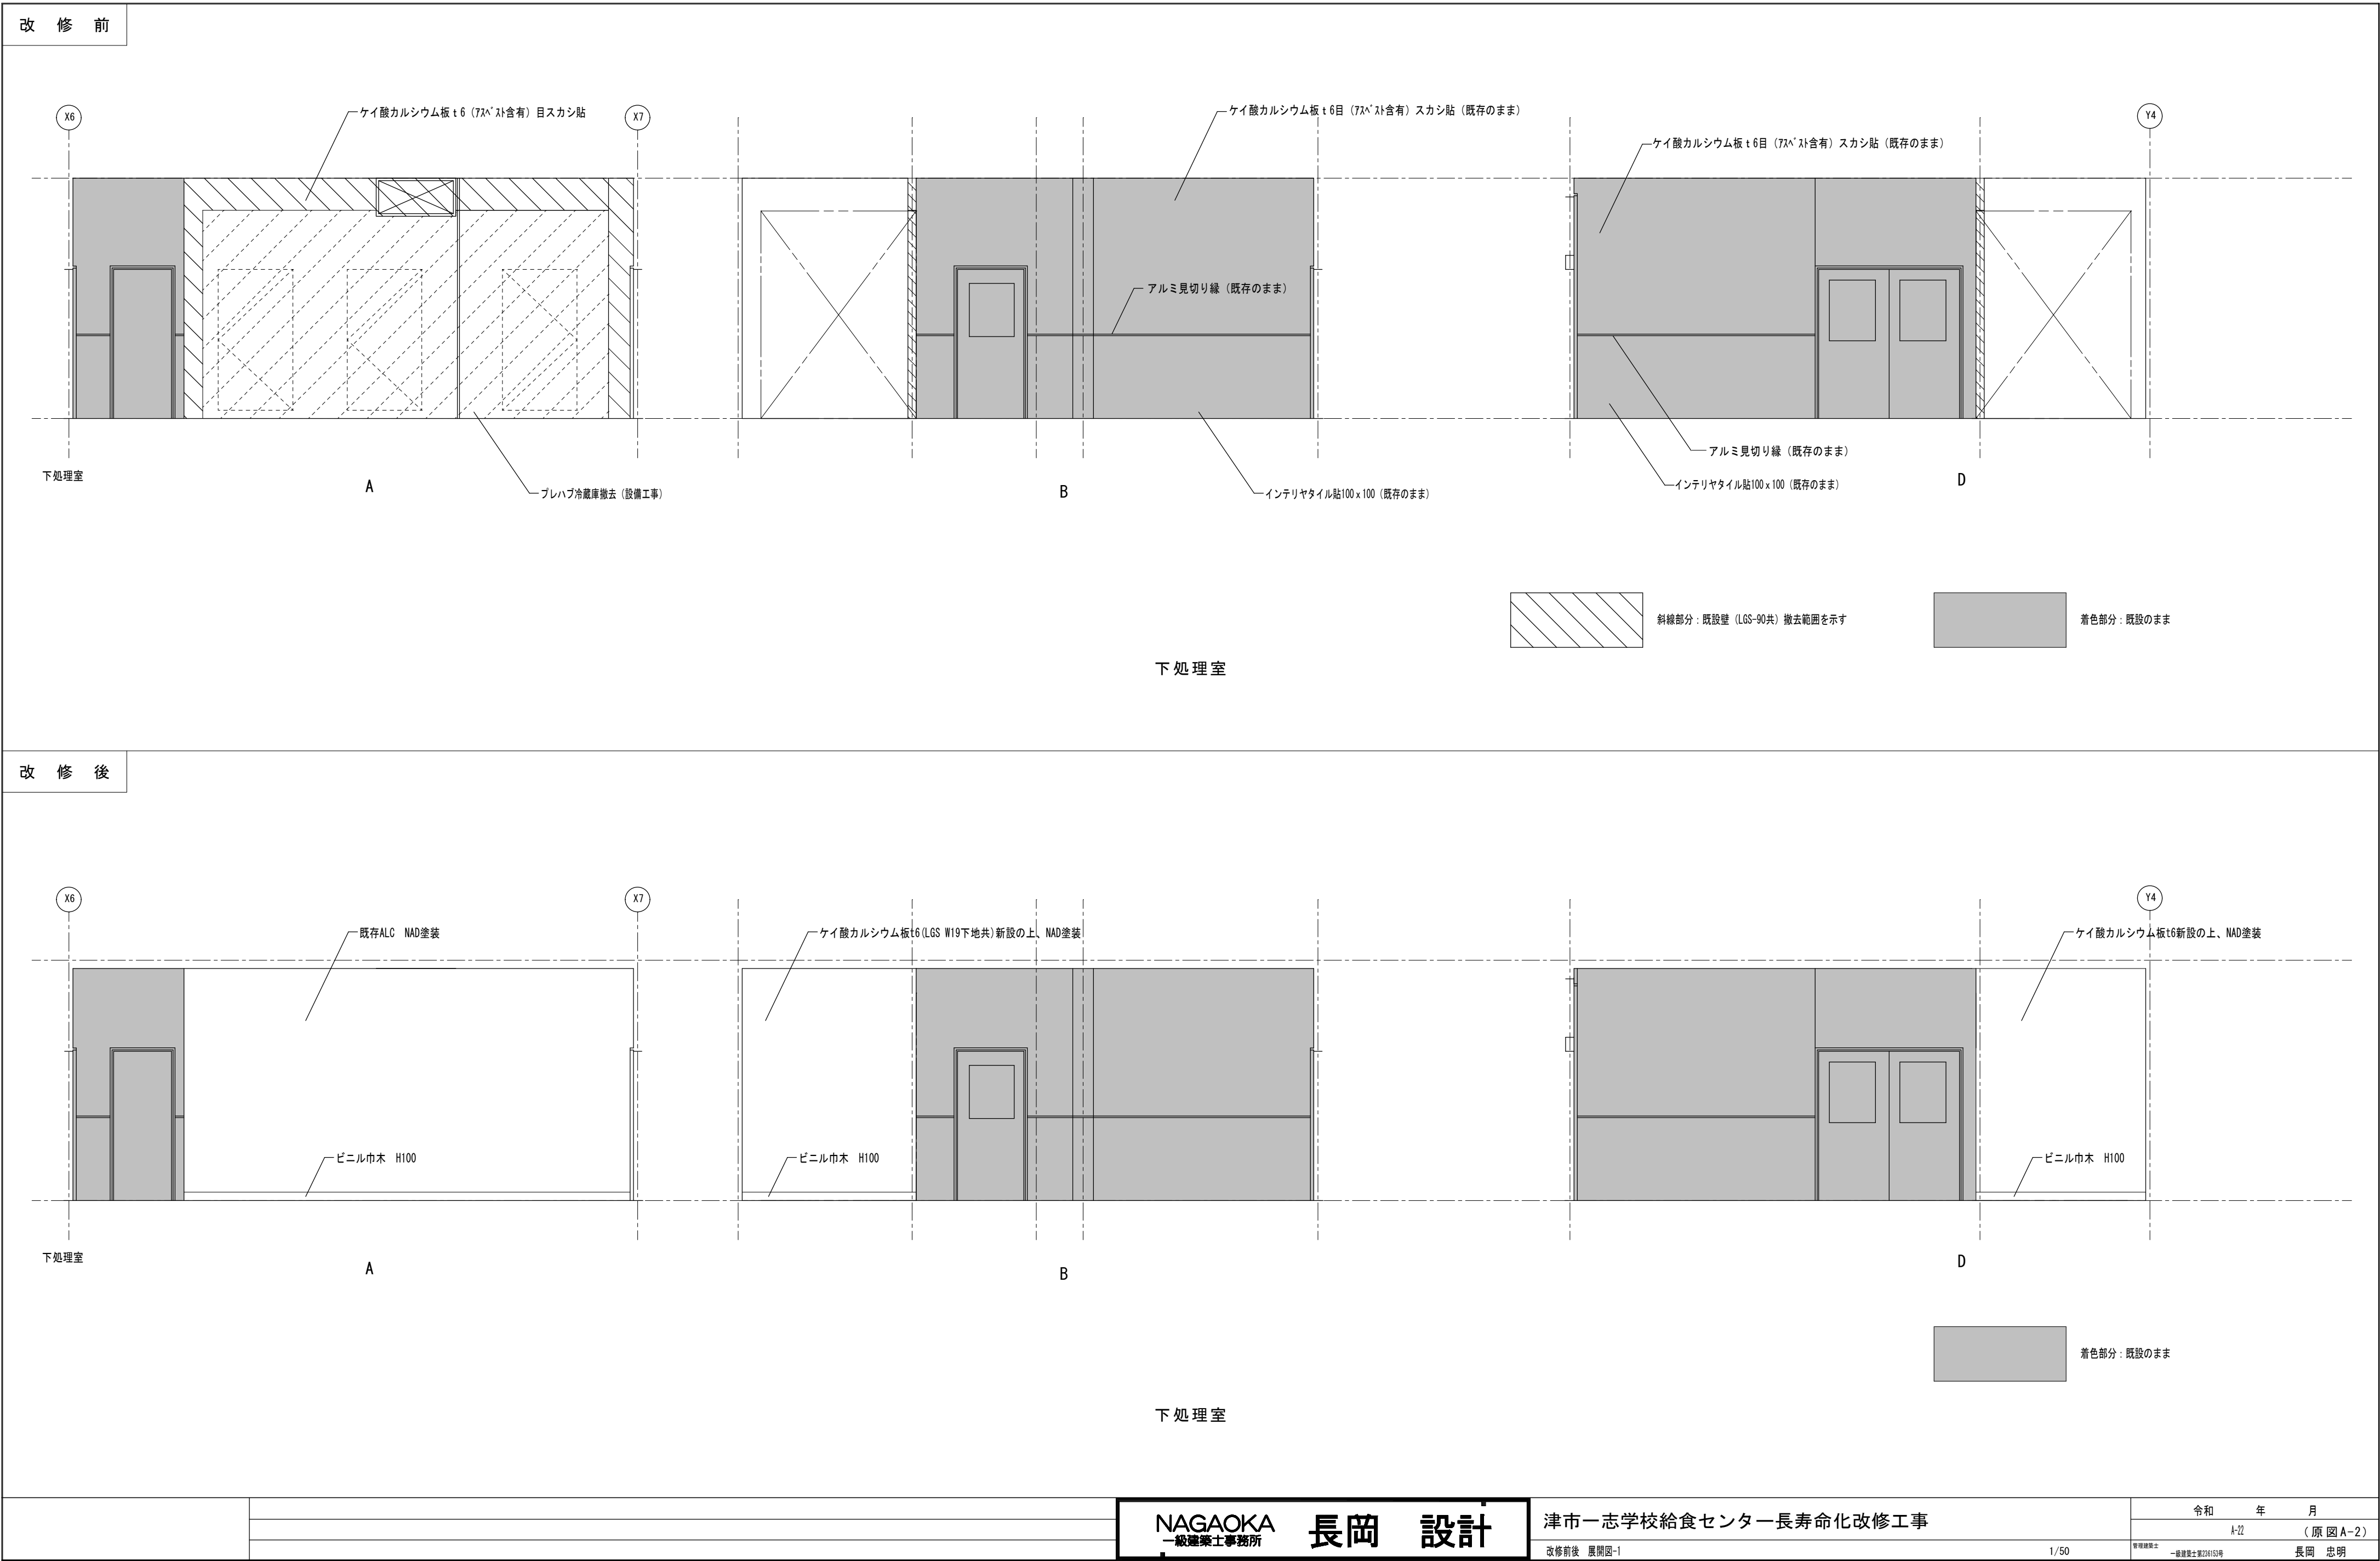 改　修　前
X6
X7
Y4
ケイ酸カルシウム板ｔ6（ｱｽﾍﾞｽﾄ含有）目スカシ貼
ケイ酸カルシウム板ｔ6目（ｱｽﾍﾞｽﾄ含有）スカシ貼（既存のまま）
ケイ酸カルシウム板ｔ6目（ｱｽﾍﾞｽﾄ含有）スカシ貼（既存のまま）
アルミ見切り縁（既存のまま）
アルミ見切り縁（既存のまま）
下処理室
A
プレハブ冷蔵庫撤去（設備工事）
B
インテリヤタイル貼100ｘ100（既存のまま）
インテリヤタイル貼100ｘ100（既存のまま）
D
斜線部分：既設壁（LGS-90共）撤去範囲を示す
着色部分：既設のまま
下処理室
改　修　後
X6
X7
Y4
既存ALC　NAD塗装
ケイ酸カルシウム板t6(LGS W19下地共)新設の上、NAD塗装
ケイ酸カルシウム板t6新設の上、NAD塗装
ビニル巾木　H100
ビニル巾木　H100
ビニル巾木　H100
下処理室
A
B
D
着色部分：既設のまま
下処理室
NAGAOKA
一級建築士事務所
長岡　設計
津市一志学校給食センター長寿命化改修工事
改修前後　展開図-1
1/50
令和　　年　　月
A-22
（原図A-2）
管理建築士
一級建築士第236153号
長岡　忠明